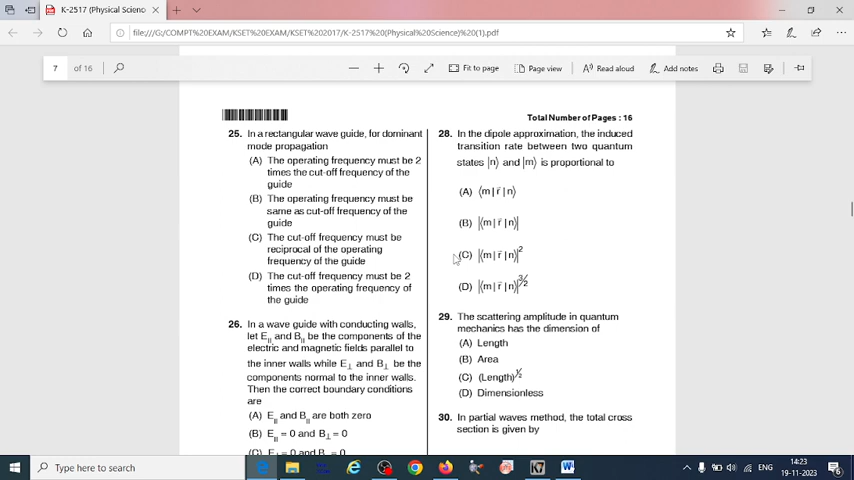 K-2517 (Physical Science)
file:///G:/COMPT%20EXAM/KSET%20EXAM/KSET%202017/K-2517%20(Physical%20Science)%20(1).pdf
7 of 16
Fit to page
Page view
Read aloud
Add notes
Total Number of Pages : 16
25. In a rectangular wave guide, for dominant
mode propagation
(A) The operating frequency must be 2
times the cut-off frequency of the
guide
(B) The operating frequency must be
same as cut-off frequency of the
guide
(C) The cut-off frequency must be
reciprocal of the operating
frequency of the guide
(D) The cut-off frequency must be 2
times the operating frequency of
the guide
26. In a wave guide with conducting walls,
let E|| and B|| be the components of the
electric and magnetic fields parallel to
the inner walls while E⊥ and B⊥ be the
components normal to the inner walls.
Then the correct boundary conditions
are
(A) E|| and B|| are both zero
(B) E|| = 0 and B⊥ = 0
(C) E⊥ = 0 and B|| = 0
28. In the dipole approximation, the induced
transition rate between two quantum
states |n⟩ and |m⟩ is proportional to
(A) ⟨m | r⃗ | n⟩
(B) |⟨m | r⃗ | n⟩|
(C) |⟨m | r⃗ | n⟩|²
(D) |⟨m | r⃗ | n⟩|^3/2
29. The scattering amplitude in quantum
mechanics has the dimension of
(A) Length
(B) Area
(C) (Length)^1/2
(D) Dimensionless
30. In partial waves method, the total cross
section is given by
Type here to search
ENG
14:23
19-11-2023